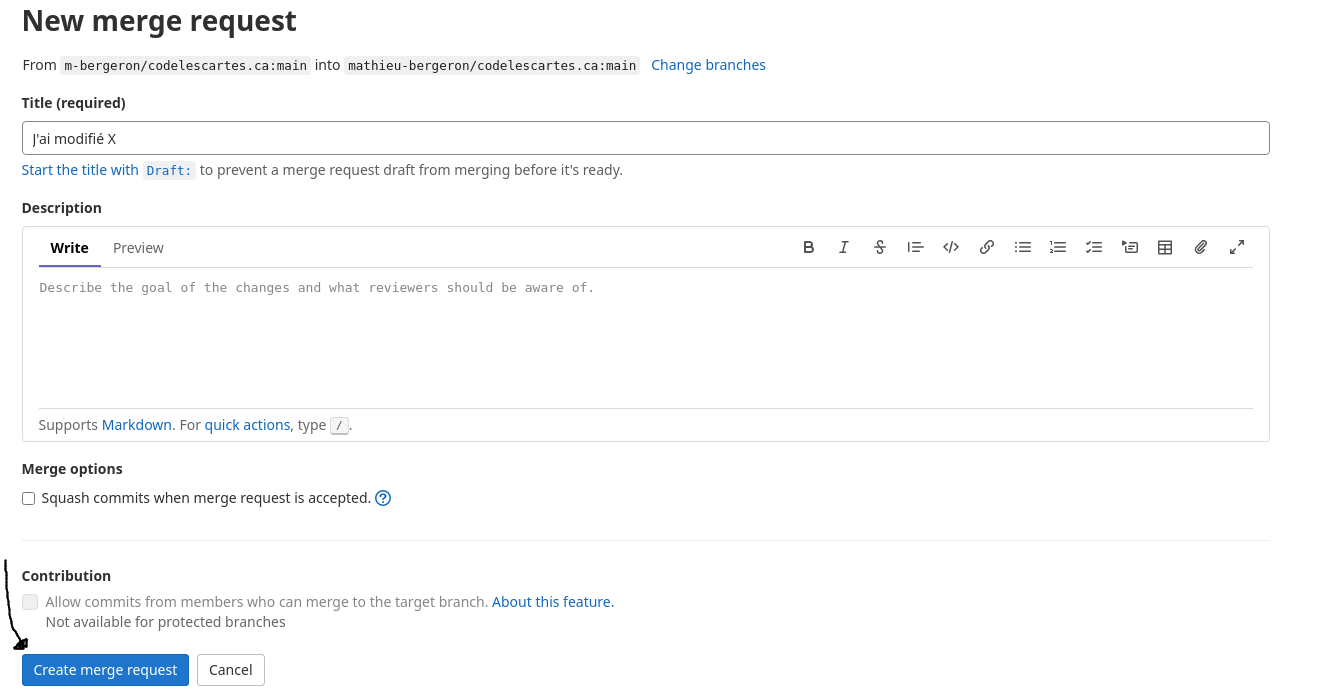 New merge request
From m-bergeron/codelescartes.ca:main into mathieu-bergeron/codelescartes.ca:main Change branches
Title (required)
J'ai modifié X
Start the title with Draft: to prevent a merge request draft from merging before it's ready.
Description
Write Preview
Describe the goal of the changes and what reviewers should be aware of.
Supports Markdown. For quick actions, type /.
Merge options
Squash commits when merge request is accepted.
Contribution
Allow commits from members who can merge to the target branch. About this feature.
Not available for protected branches
Create merge request Cancel